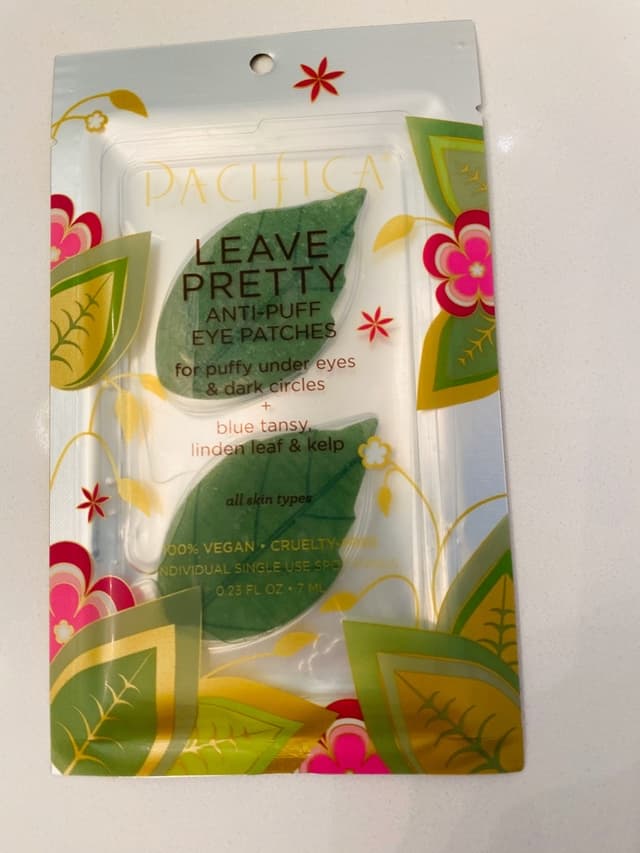 PACIFICA
LEAVE
PRETTY
ANTI-PUFF
EYE PATCHES
for puffy under eyes
& dark circles
+
blue tansy,
linden leaf & kelp
all skin types
100% VEGAN • CRUELTY-
INDIVIDUAL SINGLE USE
0.23 FL OZ • 7 ML